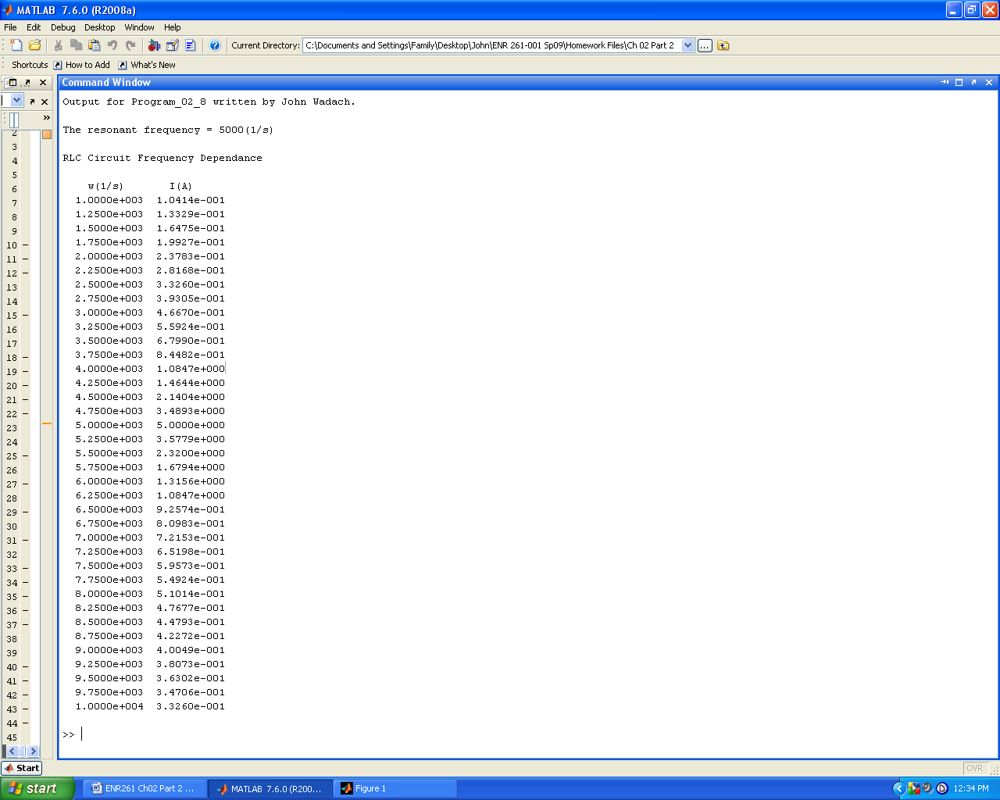 MATLAB 7.6.0 (R2008a)
File Edit Debug Desktop Window Help
Current Directory: C:\Documents and Settings\Family\Desktop\John\ENR 261-001 Sp09\Homework Files\Ch 02 Part 2 ...
Shortcuts How to Add What's New
Command Window
Output for Program_02_8 written by John Wadach.
The resonant frequency = 5000(1/s)
RLC Circuit Frequency Dependance
w(1/s) I(A)
1.0000e+003 1.0414e-001
1.2500e+003 1.3329e-001
1.5000e+003 1.6475e-001
1.7500e+003 1.9927e-001
2.0000e+003 2.3783e-001
2.2500e+003 2.8168e-001
2.5000e+003 3.3260e-001
2.7500e+003 3.9305e-001
3.0000e+003 4.6670e-001
3.2500e+003 5.5924e-001
3.5000e+003 6.7990e-001
3.7500e+003 8.4482e-001
4.0000e+003 1.0847e+000
4.2500e+003 1.4644e+000
4.5000e+003 2.1404e+000
4.7500e+003 3.4893e+000
5.0000e+003 5.0000e+000
5.2500e+003 3.5779e+000
5.5000e+003 2.3200e+000
5.7500e+003 1.6794e+000
6.0000e+003 1.3156e+000
6.2500e+003 1.0847e+000
6.5000e+003 9.2574e-001
6.7500e+003 8.0983e-001
7.0000e+003 7.2153e-001
7.2500e+003 6.5198e-001
7.5000e+003 5.9573e-001
7.7500e+003 5.4924e-001
8.0000e+003 5.1014e-001
8.2500e+003 4.7677e-001
8.5000e+003 4.4793e-001
8.7500e+003 4.2272e-001
9.0000e+003 4.0049e-001
9.2500e+003 3.8073e-001
9.5000e+003 3.6302e-001
9.7500e+003 3.4706e-001
1.0000e+004 3.3260e-001
>>
2
3
4
5
6
7
8
9
10 –
11 –
12 –
13
14
15 –
16
17
18 –
19 –
20 –
21 –
22 –
23
24
25 –
26
27 –
28
29 –
30
31 –
32
33 –
34 –
35 –
36 –
37 –
38
39
40 –
41 –
42 –
43 –
44 –
45
Start
OVR
start ENR261 Ch02 Part 2 ... MATLAB 7.6.0 (R200... Figure 1 12:34 PM